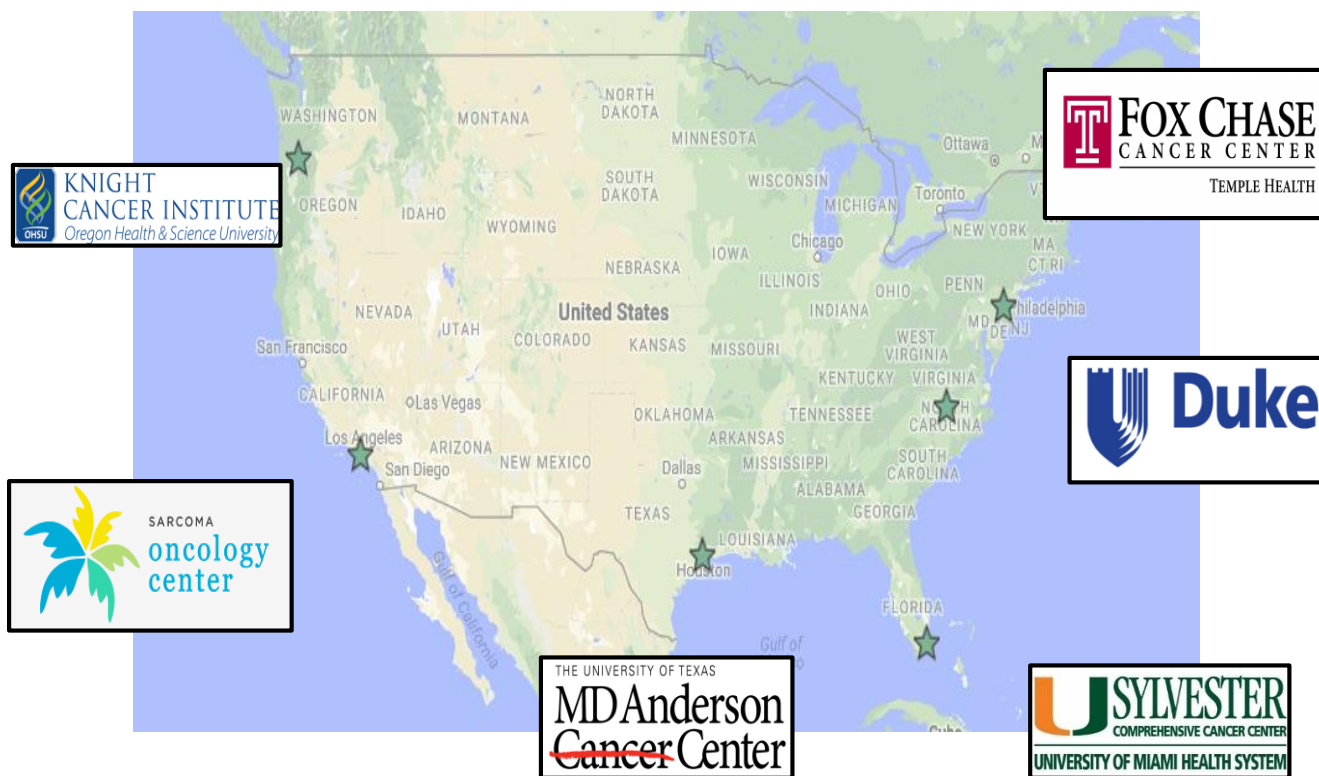 WASHINGTON
MONTANA
NORTH
DAKOTA
MINNESOTA
Ottawa
M
FOX CHASE
CANCER CENTER
TEMPLE HEALTH
KNIGHT
CANCER INSTITUTE
Oregon Health & Science University
OHSU
OREGON
IDAHO
SOUTH
DAKOTA
WISCONSIN
MICHIGAN
Toronto
VT
WYOMING
NEW YORK
MA
CT RI
Chicago
IOWA
NEBRASKA
ILLINOIS
INDIANA
OHIO
PENN
NEVADA
UTAH
United States
COLORADO
KANSAS
MISSOURI
WEST
VIRGINIA
MD
DE
NJ
hiladelphia
San Francisco
CALIFORNIA
Las Vegas
KENTUCKY
VIRGINIA
OKLAHOMA
TENNESSEE
NORTH
CAROLINA
Duke
Los Angeles
ARIZONA
NEW MEXICO
ARKANSAS
San Diego
Dallas
MISSISSIPPI
SOUTH
CAROLINA
ALABAMA
TEXAS
GEORGIA
LOUISIANA
SARCOMA
oncology
center
Houston
Gulf of California
FLORIDA
Gulf of
THE UNIVERSITY OF TEXAS
MD Anderson
Cancer Center
U SYLVESTER
COMPREHENSIVE CANCER CENTER
UNIVERSITY OF MIAMI HEALTH SYSTEM